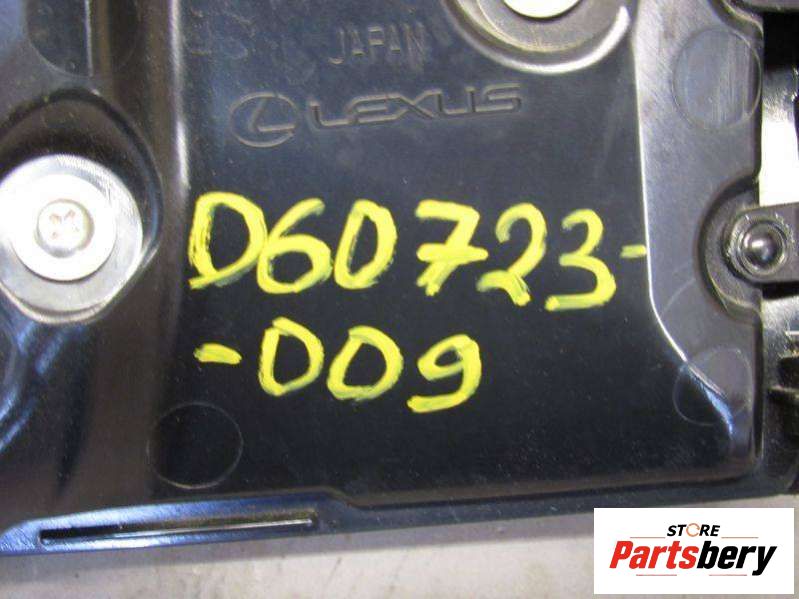 JAPAN
LEXUS
D60723-
-009
STORE
Partsbery